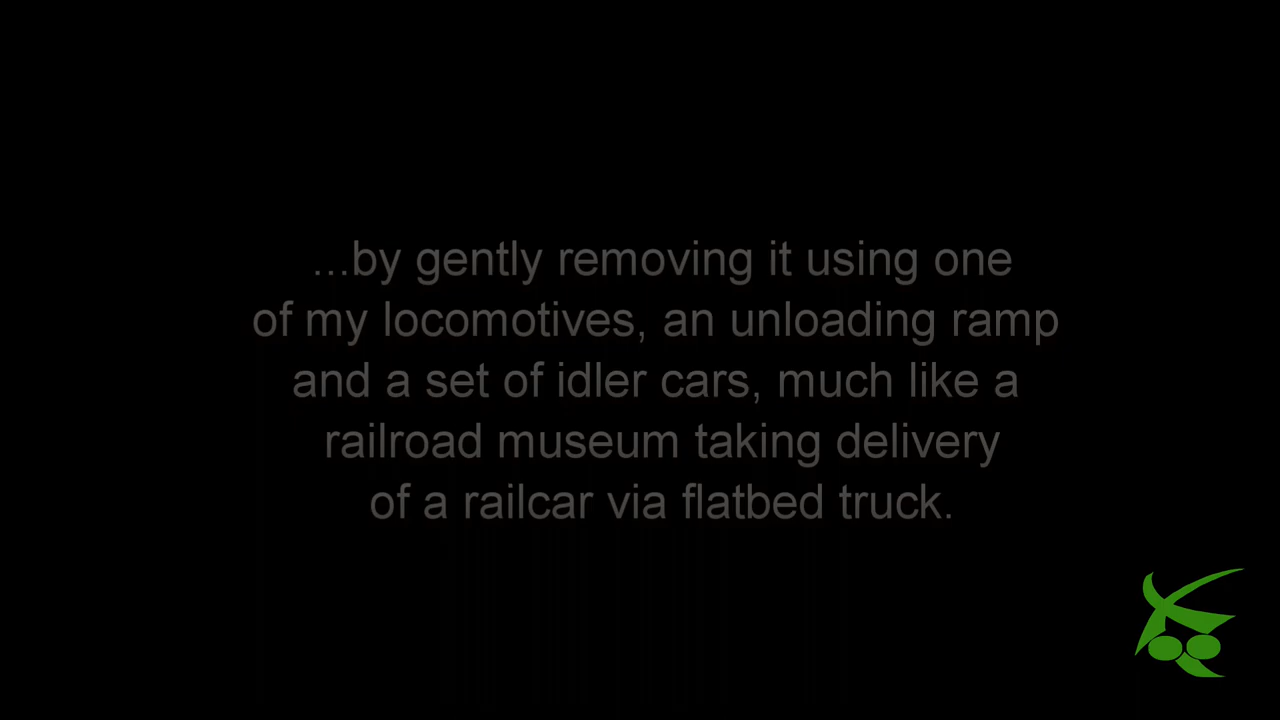 ...by gently removing it using one
of my locomotives, an unloading ramp
and a set of idler cars, much like a
railroad museum taking delivery
of a railcar via flatbed truck.